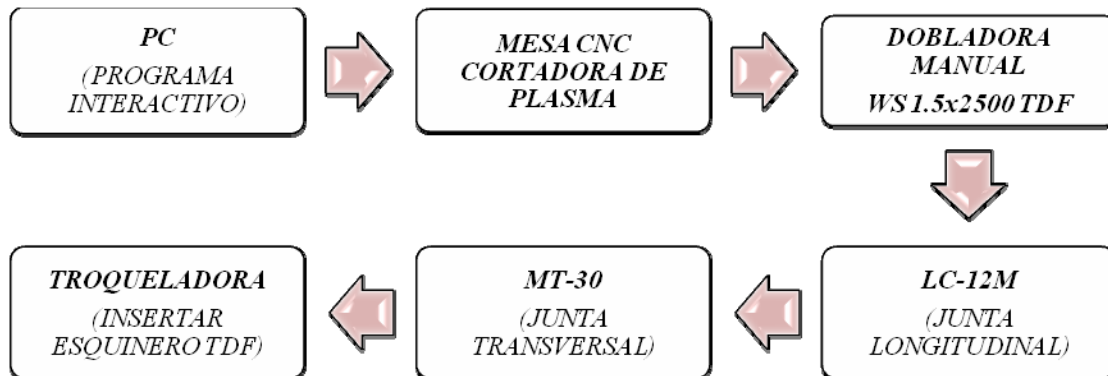 PC
(PROGRAMA
INTERACTIVO)
MESA CNC
CORTADORA DE
PLASMA
DOBLADORA
MANUAL
WS 1.5x2500 TDF
LC-12M
(JUNTA
LONGITUDINAL)
MT-30
(JUNTA
TRANSVERSAL)
TROQUELADORA
(INSERTAR
ESQUINERO TDF)